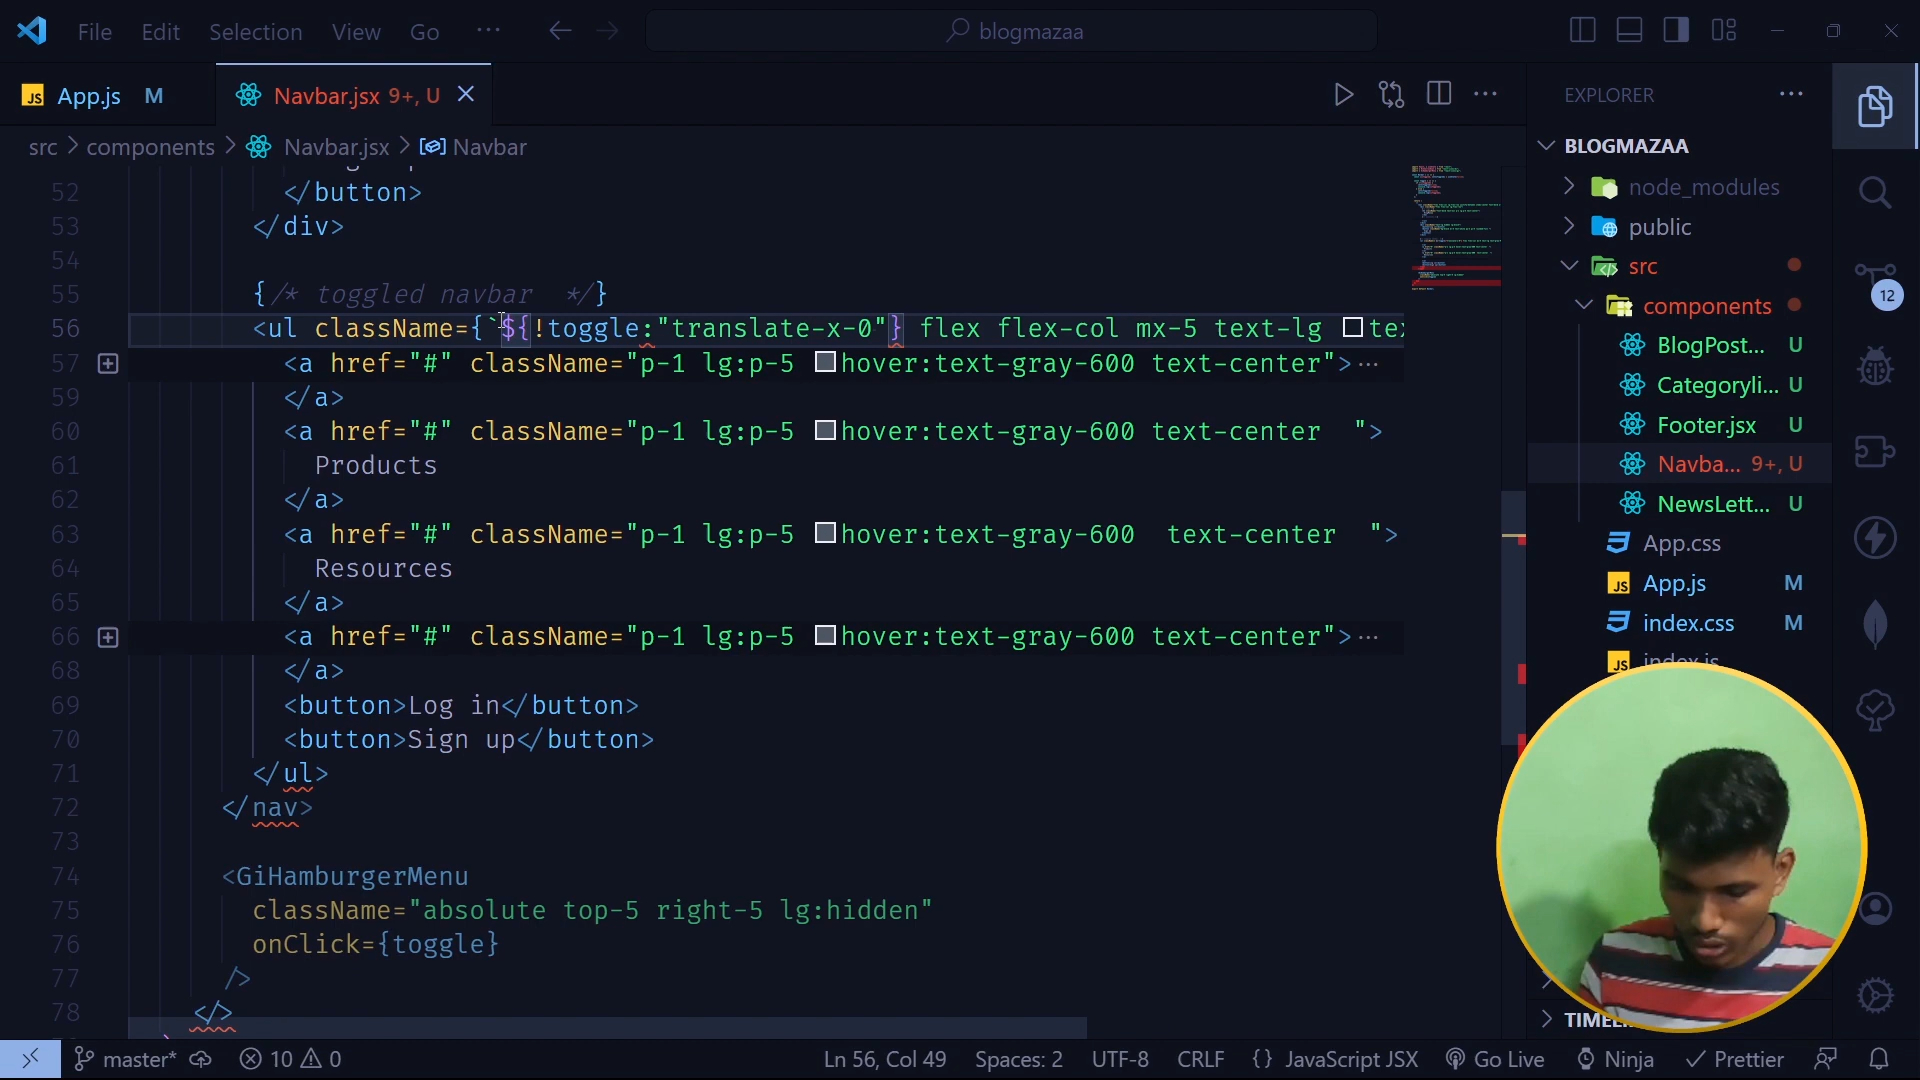 File Edit Selection View Go ··· blogmazaa
App.js M Navbar.jsx 9+, U
src > components > Navbar.jsx > Navbar
52 </button>
53 </div>
54
55 {/* toggled navbar */}
56 <ul className={`${!toggle:"translate-x-0"} flex flex-col mx-5 text-lg tex
57 <a href="#" className="p-1 lg:p-5 hover:text-gray-600 text-center">···
59 </a>
60 <a href="#" className="p-1 lg:p-5 hover:text-gray-600 text-center  ">
61 Products
62 </a>
63 <a href="#" className="p-1 lg:p-5 hover:text-gray-600  text-center  ">
64 Resources
65 </a>
66 <a href="#" className="p-1 lg:p-5 hover:text-gray-600 text-center">···
68 </a>
69 <button>Log in</button>
70 <button>Sign up</button>
71 </ul>
72 </nav>
73
74 <GiHamburgerMenu
75 className="absolute top-5 right-5 lg:hidden"
76 onClick={toggle}
77 />
78 </>
EXPLORER ···
BLOGMAZAA
node_modules
public
src
components
BlogPost... U
Categoryli... U
Footer.jsx U
Navba... 9+, U
NewsLett... U
App.css
App.js M
index.css M
index.js
12
master* 10 0 Ln 56, Col 49 Spaces: 2 UTF-8 CRLF {} JavaScript JSX Go Live Ninja Prettier